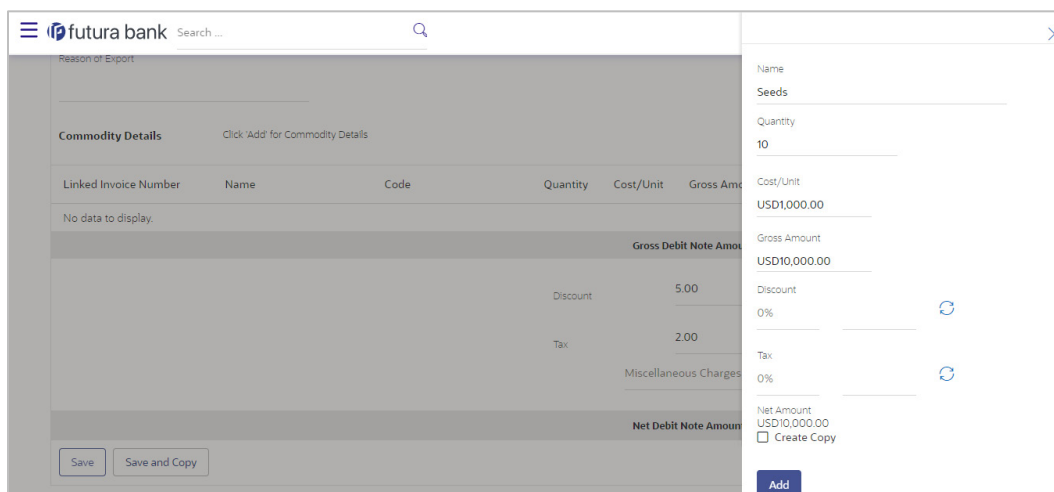 futura bank Search ...
Reason of Export
Commodity Details Click 'Add' for Commodity Details
Linked Invoice Number Name Code Quantity Cost/Unit Gross Amo
No data to display.
Gross Debit Note Amou
Discount 5.00
Tax 2.00
Miscellaneous Charges
Net Debit Note Amoun
Save Save and Copy
Name
Seeds
Quantity
10
Cost/Unit
USD1,000.00
Gross Amount
USD10,000.00
Discount
0%
Tax
0%
Net Amount
USD10,000.00
Create Copy
Add